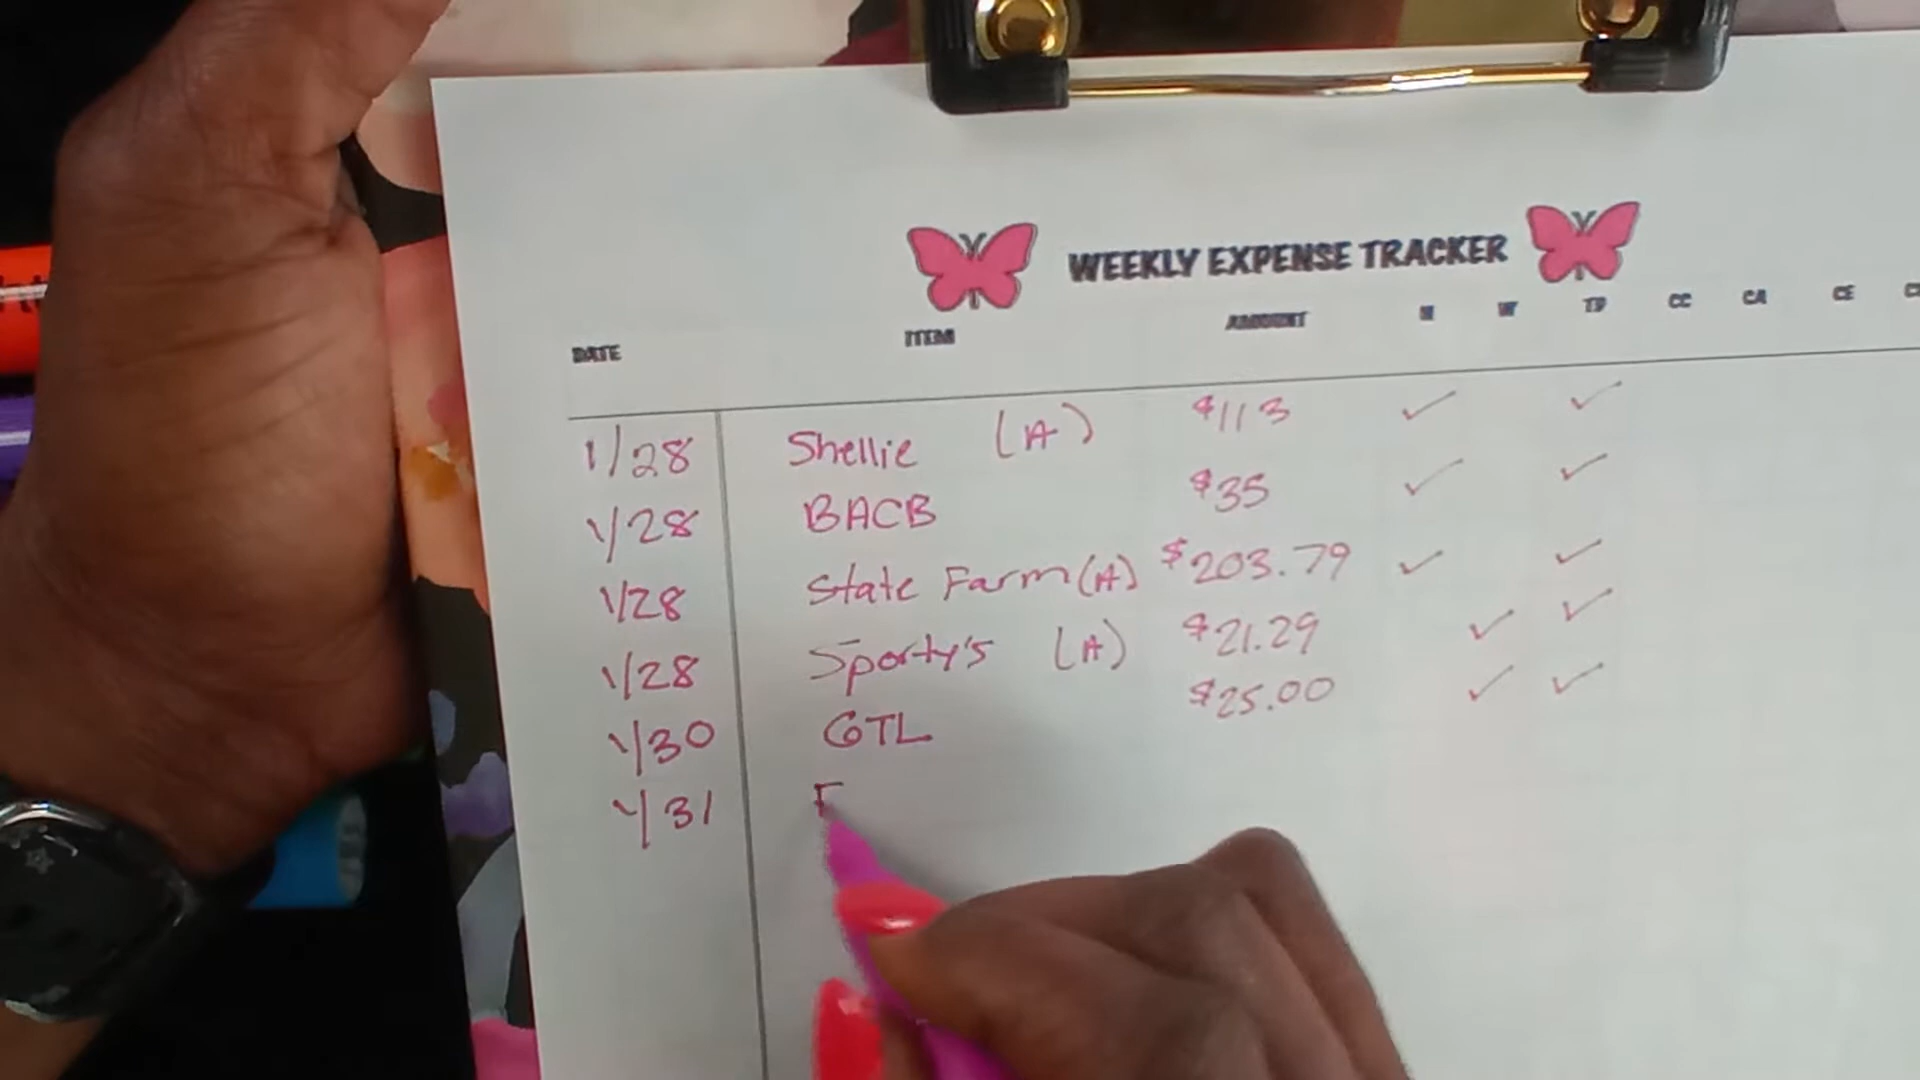 WEEKLY EXPENSE TRACKER
DATE ITEM AMOUNT N W TD CC CA CE
1/28 Shellie (A) $113 ✓ ✓
1/28 BACB $35 ✓ ✓
1/28 State Farm (A) $203.79 ✓ ✓
1/28 Sporty's (A) $21.29 ✓ ✓
1/30 GTL $25.00 ✓ ✓
1/31 F